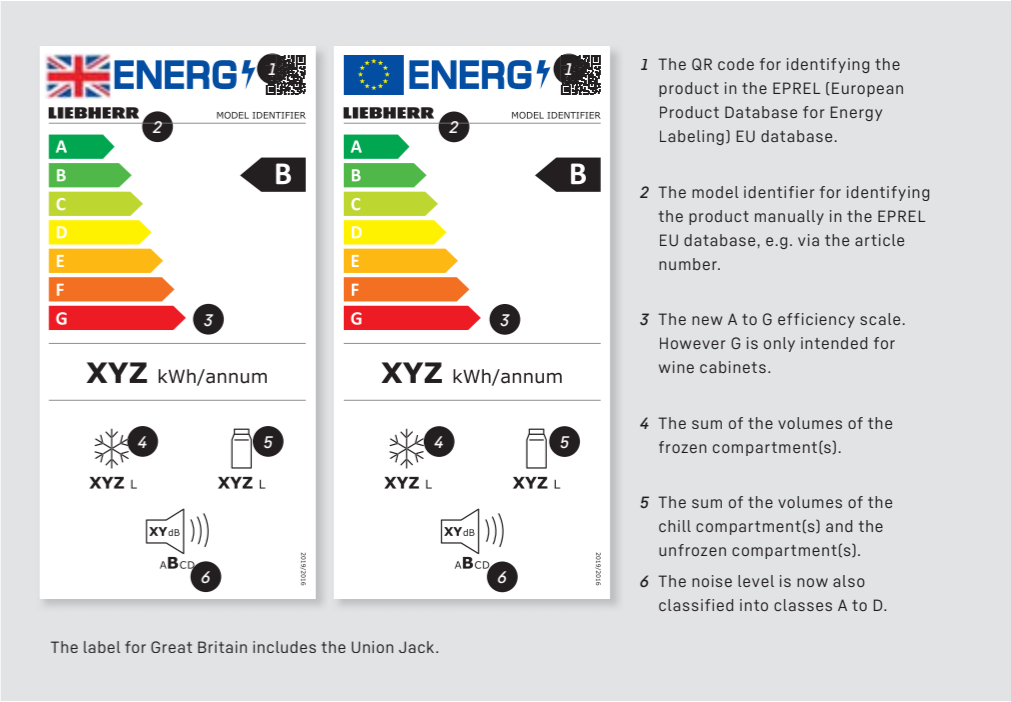 ENERG 1
LIEBHERR 2 MODEL IDENTIFIER
A
B B
C
D
E
F
G 3
XYZ kWh/annum
4 5
XYZ L XYZ L
XY dB
ABCD
6
2019/2016
ENERG 1
LIEBHERR 2 MODEL IDENTIFIER
A
B B
C
D
E
F
G 3
XYZ kWh/annum
4 5
XYZ L XYZ L
XY dB
ABCD
6
2019/2016
1 The QR code for identifying the
product in the EPREL (European
Product Database for Energy
Labeling) EU database.
2 The model identifier for identifying
the product manually in the EPREL
EU database, e.g. via the article
number.
3 The new A to G efficiency scale.
However G is only intended for
wine cabinets.
4 The sum of the volumes of the
frozen compartment(s).
5 The sum of the volumes of the
chill compartment(s) and the
unfrozen compartment(s).
6 The noise level is now also
classified into classes A to D.
The label for Great Britain includes the Union Jack.